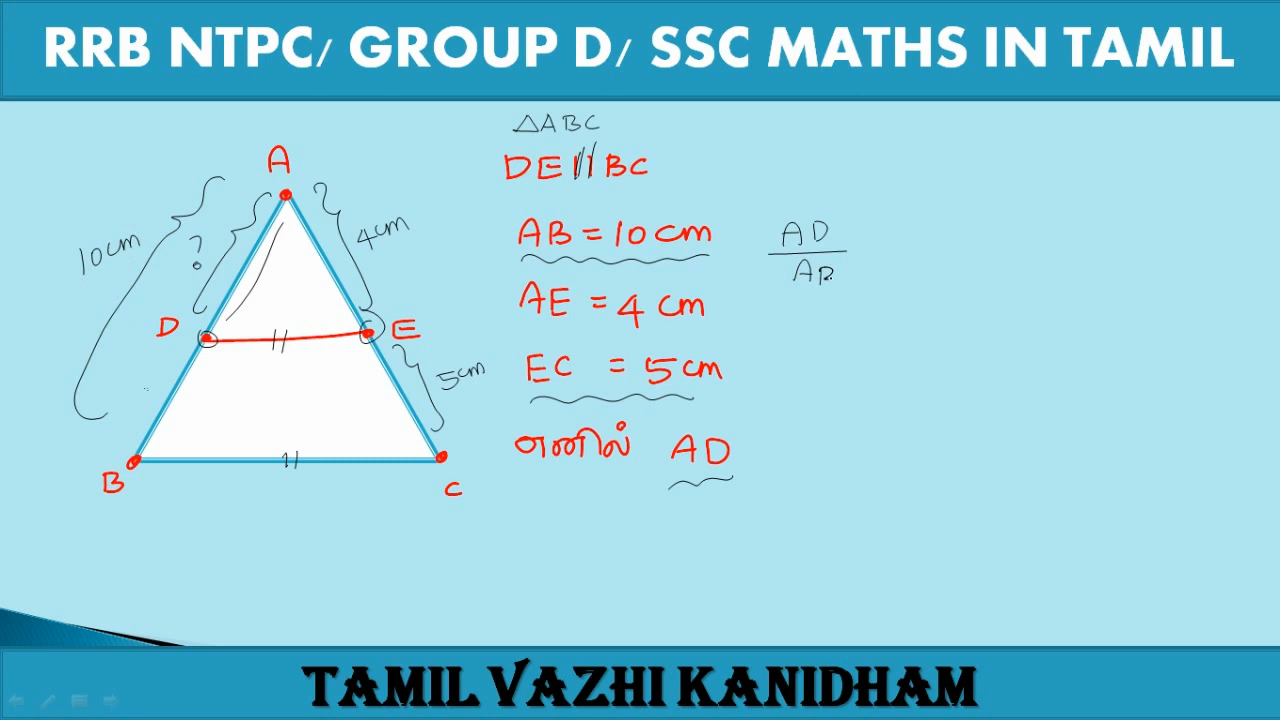 RRB NTPC/ GROUP D/ SSC MATHS IN TAMIL
△ABC
DE || BC
AB = 10 cm
AE = 4 cm
EC = 5 cm
எனில் AD
AD
AB
A
10cm
?
4cm
D
E
5cm
B
C
TAMIL VAZHI KANIDHAM